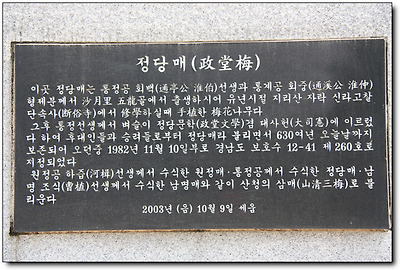 정당매(政堂梅)
이곳 정당매는 통정공 회백(通亭公 淮伯)선생과 통계공 회중(通溪公 淮仲)
형제분께서 沙月里 五龍골에서 출생하시어 유년시절 지리산 자락 신라고찰
단속사(断俗寺)에서 修學하실때 手植한 매화나무다
그후 통정선생께서 벼슬이 정당문학(政堂文學)겸 대사헌(大司憲)에 이르렀
다 하여 후대인들과 승려들로부터 정당매라 불리면서 630여년 오늘날까지
보존되어 오던중 1982년 11월 10일부로 경남도 보호수 12-41 제260호로
지정되었다
원정공 하즙(河楫)선생께서 수식한 원정매·통정공께서 수식한 정당매·남
명 조식(曺植)선생께서 수식한 남명매와 같이 산청의 삼매(山清三梅)로 불
리운다
2003년 (음) 10월 9일 세움